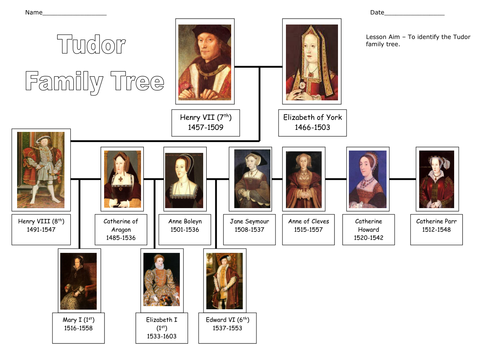 Name________________
Date________________
Lesson Aim – To identify the Tudor
family tree.
Tudor
Family Tree
Henry VII (7th)
1457-1509
Elizabeth of York
1466-1503
Henry VIII (8th)
1491-1547
Catherine of
Aragon
1485-1536
Anne Boleyn
1501-1536
Jane Seymour
1508-1537
Anne of Cleves
1515-1557
Catherine
Howard
1520-1542
Catherine Parr
1512-1548
Mary I (1st)
1516-1558
Elizabeth I
(1st)
1533-1603
Edward VI (6th)
1537-1553